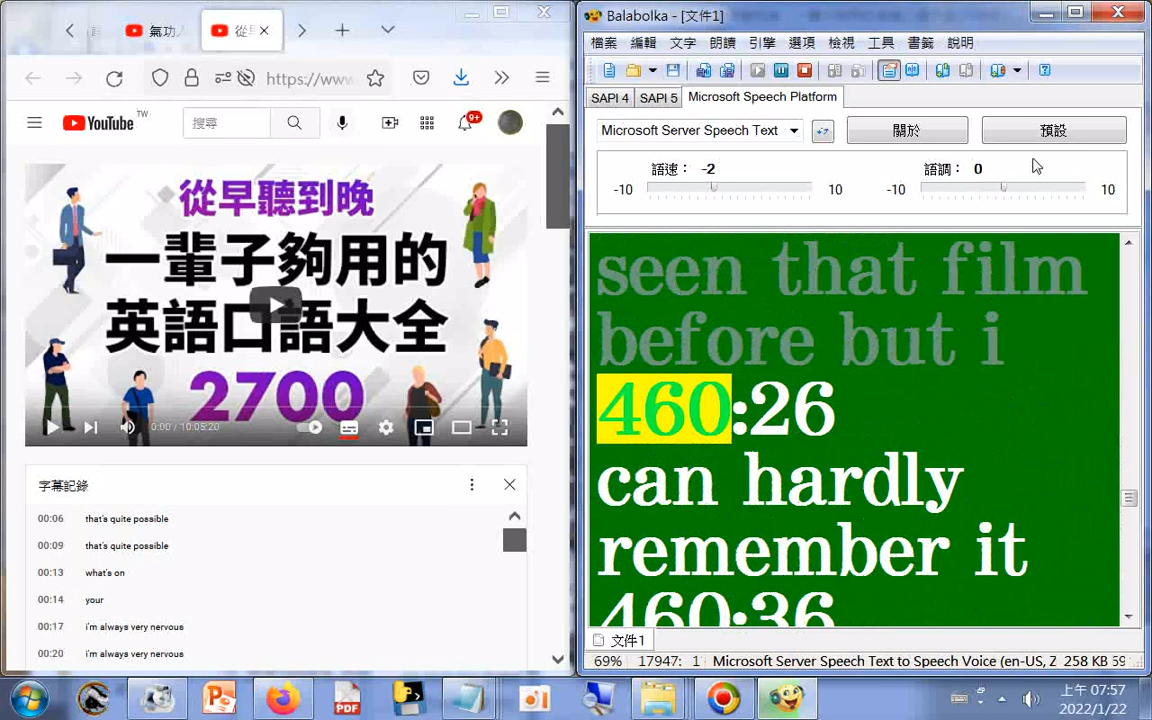 氣功
從
https://www
YouTube TW
搜尋
9+
從早聽到晚
一輩子夠用的
英語口語大全
2700
0:00 / 10:05:20
字幕記錄
00:06 that's quite possible
00:09 that's quite possible
00:13 what's on
00:14 your
00:17 i'm always very nervous
00:20 i'm always very nervous
Balabolka - [文件1]
檔案 編輯 文字 朗讀 引擎 選項 檢視 工具 書籤 說明
SAPI 4 SAPI 5 Microsoft Speech Platform
Microsoft Server Speech Text 關於 預設
語速： -2 語調： 0
-10 10 -10 10
seen that film
before but i
460:26
can hardly
remember it
460:36
文件1
69% 17947: 1 Microsoft Server Speech Text to Speech Voice (en-US, Z 258 KB 59
PDF
上午 07:57
2022/1/22